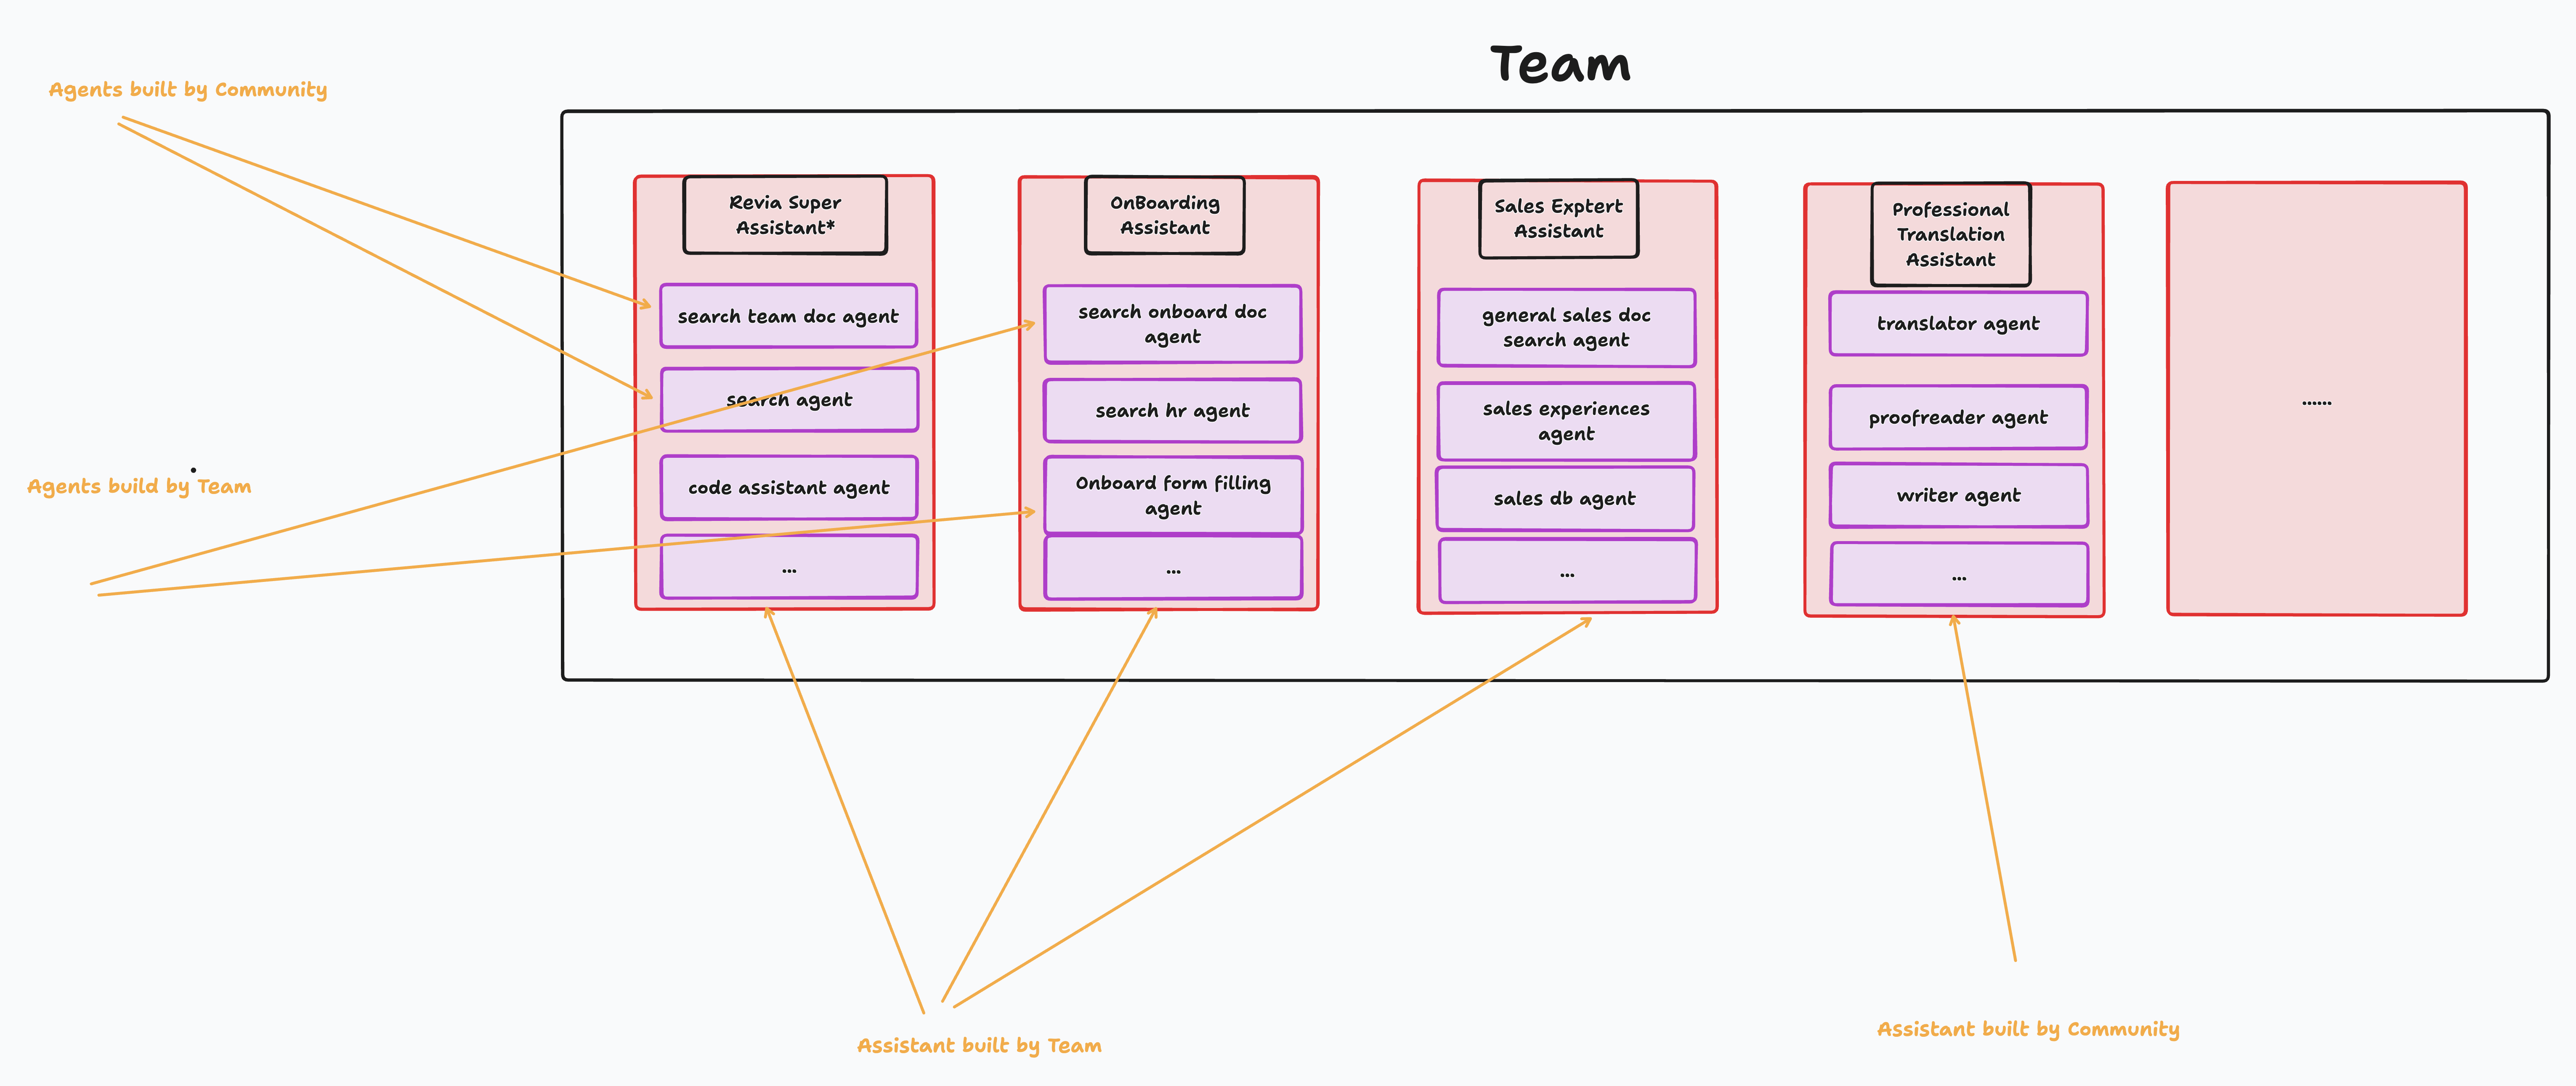 Team
Agents built by Community
Revia Super
Assistant*
search team doc agent
search agent
code assistant agent
...
OnBoarding
Assistant
search onboard doc
agent
search hr agent
Onboard form filling
agent
...
Sales Exptert
Assistant
general sales doc
search agent
sales experiences
agent
sales db agent
...
Professional
Translation
Assistant
translator agent
proofreader agent
writer agent
...
......
Agents build by Team
Assistant built by Team
Assistant built by Community